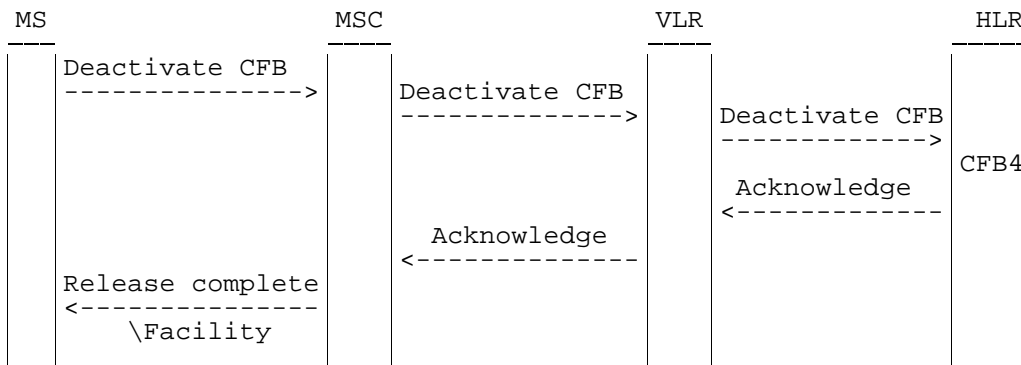 MS MSC VLR HLR
Deactivate CFB
Deactivate CFB
Deactivate CFB
CFB4
Acknowledge
Acknowledge
Release complete
\Facility